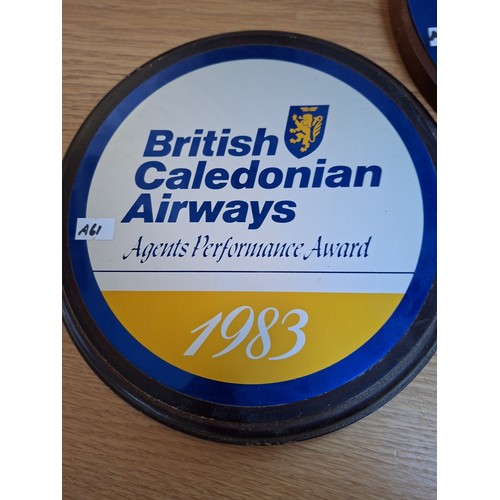 British
Caledonian
Airways
A61
Agents Performance Award
1983